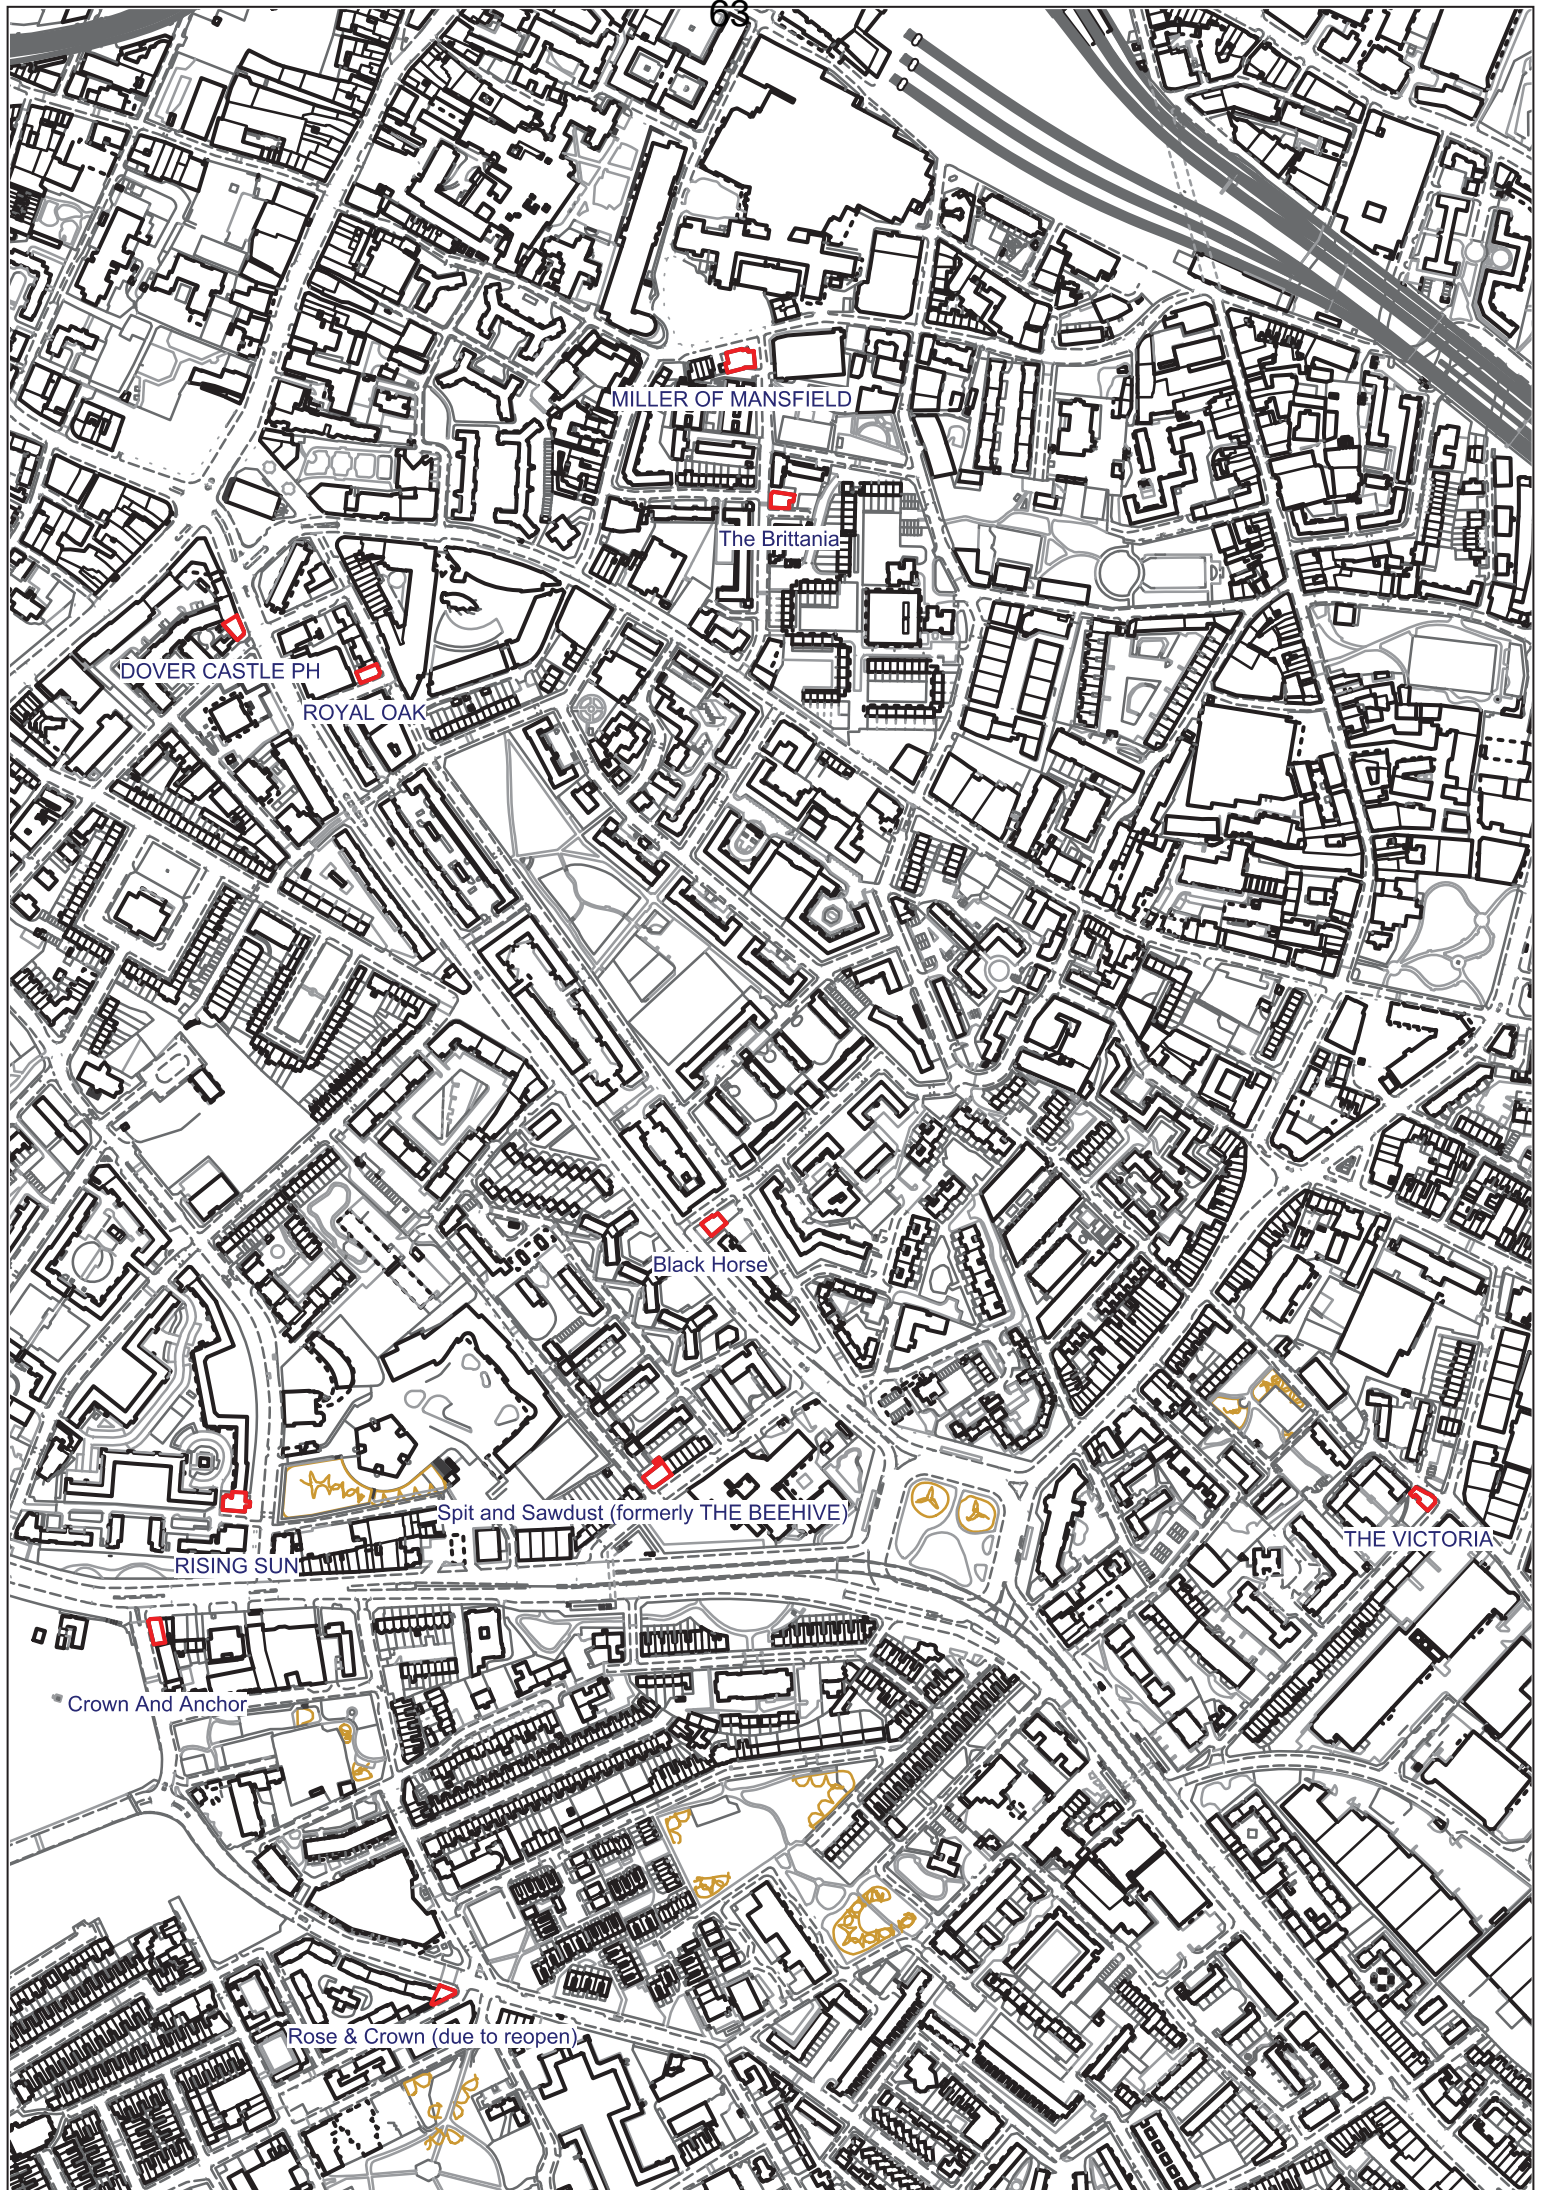 63
MILLER OF MANSFIELD
The Brittania
DOVER CASTLE PH
ROYAL OAK
Black Horse
Spit and Sawdust (formerly THE BEEHIVE)
THE VICTORIA
RISING SUN
Crown And Anchor
Rose & Crown (due to reopen)